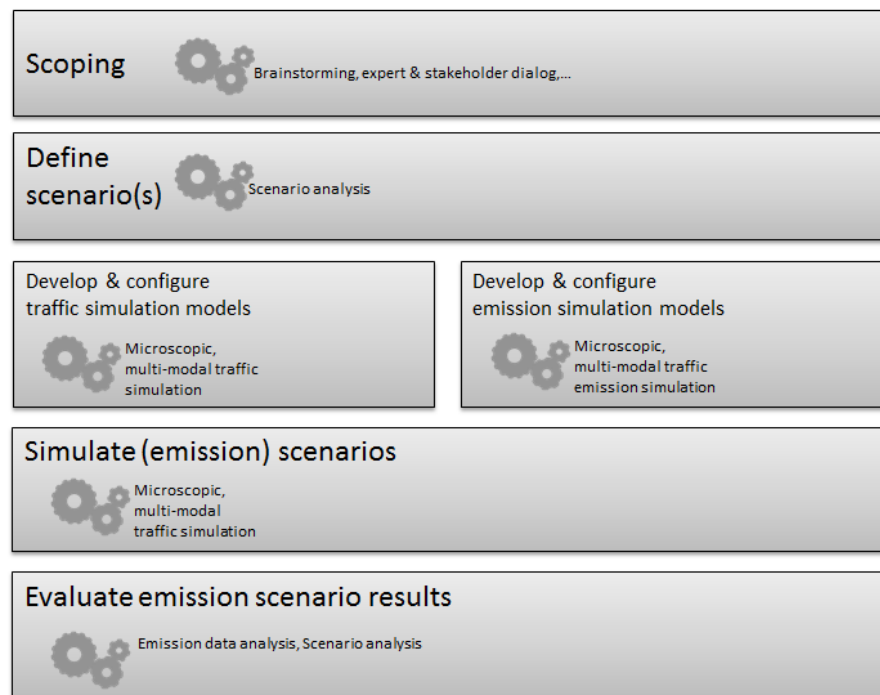 Scoping
Brainstorming, expert & stakeholder dialog,...
Define
scenario(s)
Scenario analysis
Develop & configure
traffic simulation models
Microscopic,
multi-modal traffic
simulation
Develop & configure
emission simulation models
Microscopic,
multi-modal traffic
emission simulation
Simulate (emission) scenarios
Microscopic,
multi-modal
traffic simulation
Evaluate emission scenario results
Emission data analysis, Scenario analysis